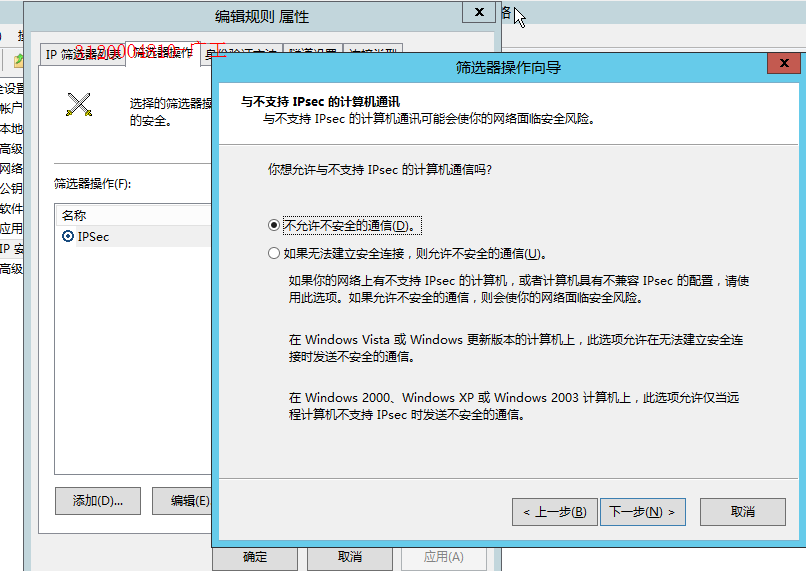 编辑规则 属性
x
络
IP 筛选器列表
筛选器操作
身份验证方法
隧道设置
连接类型
筛选器操作向导
x
全设置
帐户
本地
高级
网络
公钥
软件
应用
IP 安
高级
选择的筛选器操
的安全。
筛选器操作(F):
名称
IPSec
添加(D)...
编辑(E)
确定
取消
应用(A)
与不支持 IPsec 的计算机通讯
与不支持 IPsec 的计算机通讯可能会使你的网络面临安全风险。
你想允许与不支持 IPsec 的计算机通信吗?
不允许不安全的通信(D)。
如果无法建立安全连接，则允许不安全的通信(U)。
如果你的网络上有不支持 IPsec 的计算机，或者计算机具有不兼容 IPsec 的配置，请使
用此选项。如果允许不安全的通信，则会使你的网络面临安全风险。
在 Windows Vista 或 Windows 更新版本的计算机上，此选项允许在无法建立安全连
接时发送不安全的通信。
在 Windows 2000、Windows XP 或 Windows 2003 计算机上，此选项允许仅当远
程计算机不支持 IPsec 时发送不安全的通信。
< 上一步(B)
下一步(N) >
取消